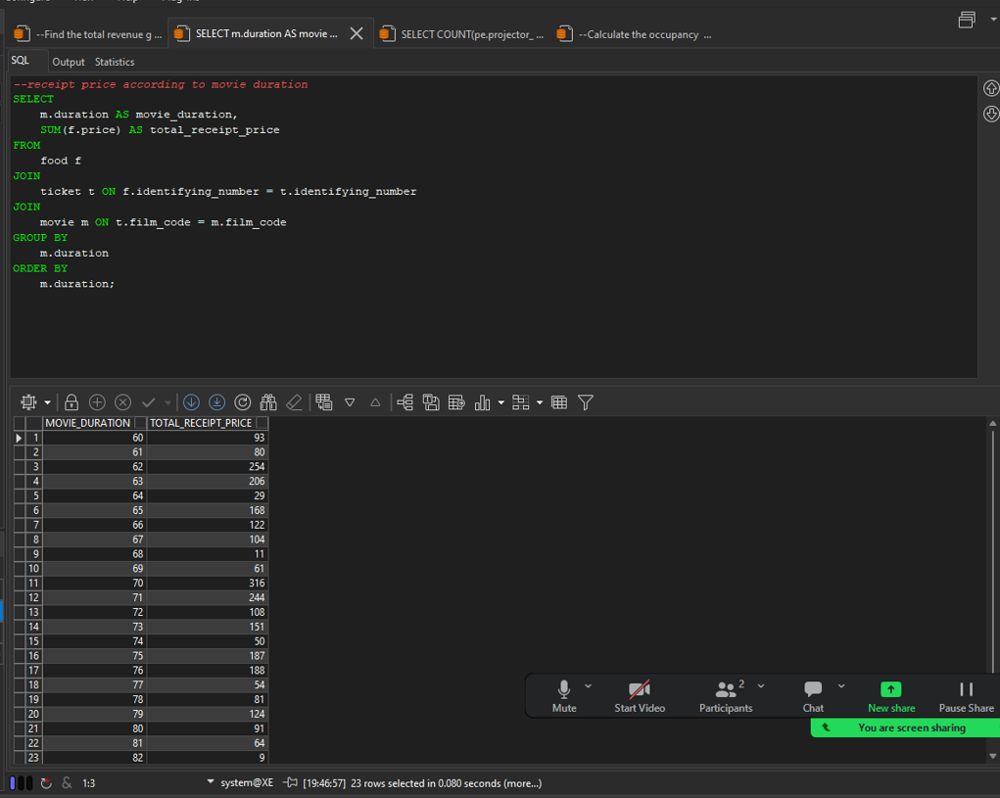 --Find the total revenue g ...
SELECT m.duration AS movie ...
SELECT COUNT(pe.projector_ ...
--Calculate the occupancy ...
SQL
Output
Statistics
--receipt price according to movie duration
SELECT
m.duration AS movie_duration,
SUM(f.price) AS total_receipt_price
FROM
food f
JOIN
ticket t ON f.identifying_number = t.identifying_number
JOIN
movie m ON t.film_code = m.film_code
GROUP BY
m.duration
ORDER BY
m.duration;
MOVIE_DURATION TOTAL_RECEIPT_PRICE
1 60 93
2 61 80
3 62 254
4 63 206
5 64 29
6 65 168
7 66 122
8 67 104
9 68 11
10 69 61
11 70 316
12 71 244
13 72 108
14 73 151
15 74 50
16 75 187
17 76 188
18 77 54
19 78 81
20 79 124
21 80 91
22 81 64
23 82 9
2
Mute
Start Video
Participants
Chat
New share
Pause Share
You are screen sharing
&
1:3
system@XE
[19:46:57] 23 rows selected in 0.080 seconds (more...)